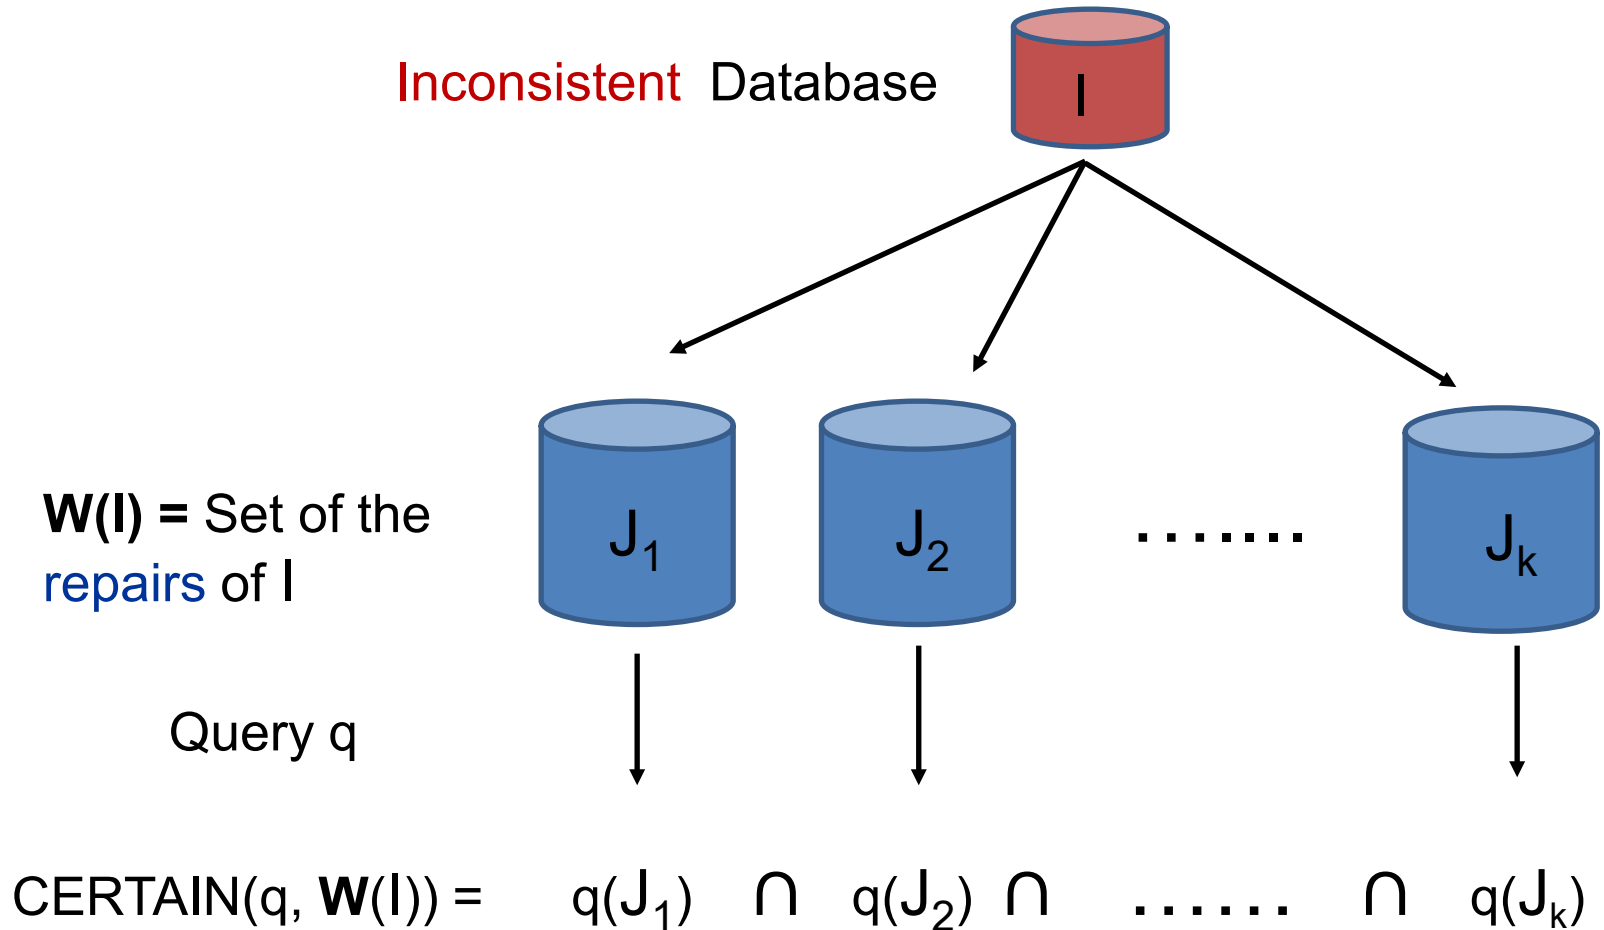 Inconsistent Database
I
W(I) = Set of the
repairs of I
J₁ J₂ ....... Jₖ
Query q
CERTAIN(q, W(I)) = q(J₁) ∩ q(J₂) ∩ ...... ∩ q(Jₖ)